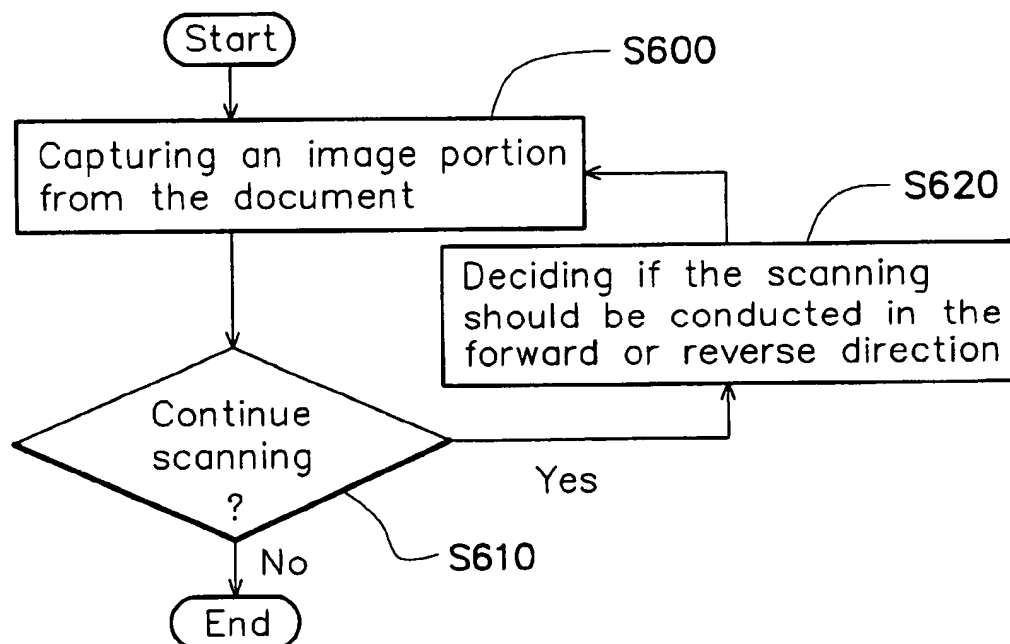 Start
S600
Capturing an image portion
from the document
S620
Deciding if the scanning
should be conducted in the
forward or reverse direction
Continue
scanning
?
Yes
S610
No
End